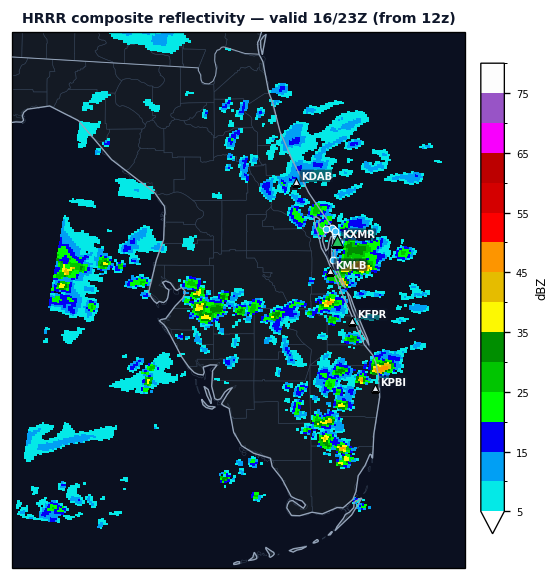 HRRR composite reflectivity — valid 16/23Z (from 12z)
KDAB
KXMR
KMLB
KFPR
KPBI
75
65
55
45
35
25
15
5
dBZ